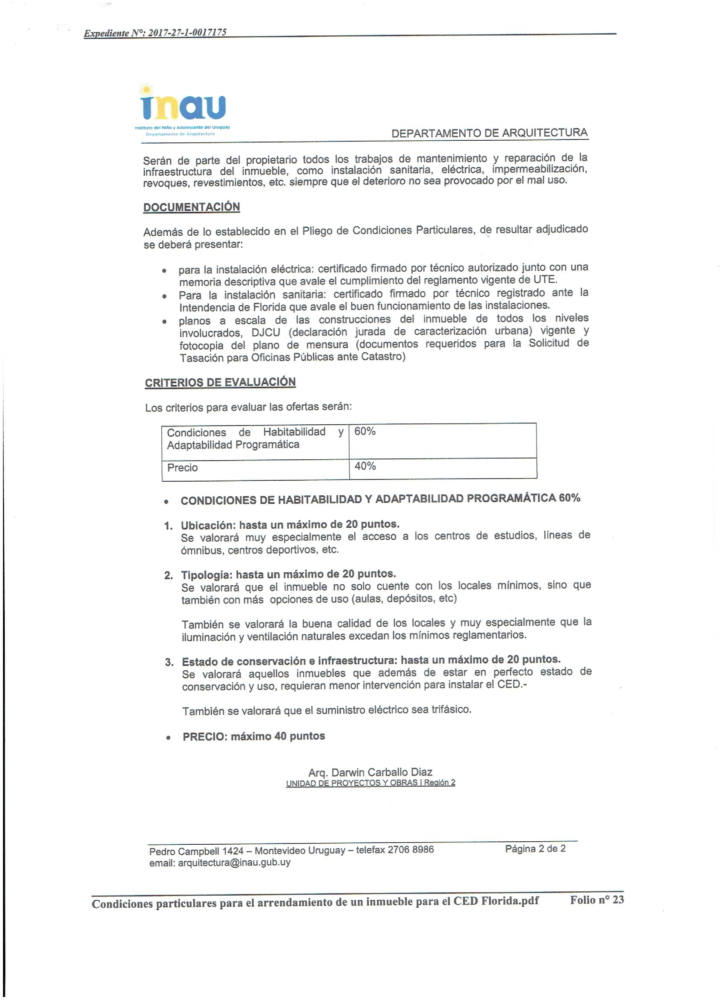 Expediente Nº: 2017-27-1-0017175
inau
Instituto del Niño y Adolescente del Uruguay
Departamento de Arquitectura
DEPARTAMENTO DE ARQUITECTURA
Serán de parte del propietario todos los trabajos de mantenimiento y reparación de la
infraestructura del inmueble, como instalación sanitaria, eléctrica, impermeabilización,
revoques, revestimientos, etc. siempre que el deterioro no sea provocado por el mal uso.
DOCUMENTACIÓN
Además de lo establecido en el Pliego de Condiciones Particulares, de resultar adjudicado
se deberá presentar:
• para la instalación eléctrica: certificado firmado por técnico autorizado junto con una
memoria descriptiva que avale el cumplimiento del reglamento vigente de UTE.
• Para la instalación sanitaria: certificado firmado por técnico registrado ante la
Intendencia de Florida que avale el buen funcionamiento de las instalaciones.
• planos a escala de las construcciones del inmueble de todos los niveles
involucrados, DJCU (declaración jurada de caracterización urbana) vigente y
fotocopia del plano de mensura (documentos requeridos para la Solicitud de
Tasación para Oficinas Públicas ante Catastro)
CRITERIOS DE EVALUACIÓN
Los criterios para evaluar las ofertas serán:
Condiciones de Habitabilidad y 60%
Adaptabilidad Programática
Precio 40%
• CONDICIONES DE HABITABILIDAD Y ADAPTABILIDAD PROGRAMÁTICA 60%
1. Ubicación: hasta un máximo de 20 puntos.
Se valorará muy especialmente el acceso a los centros de estudios, líneas de
ómnibus, centros deportivos, etc.
2. Tipología: hasta un máximo de 20 puntos.
Se valorará que el inmueble no solo cuente con los locales mínimos, sino que
también con más opciones de uso (aulas, depósitos, etc)
También se valorará la buena calidad de los locales y muy especialmente que la
iluminación y ventilación naturales excedan los mínimos reglamentarios.
3. Estado de conservación e infraestructura: hasta un máximo de 20 puntos.
Se valorará aquellos inmuebles que además de estar en perfecto estado de
conservación y uso, requieran menor intervención para instalar el CED.-
También se valorará que el suministro eléctrico sea trifásico.
• PRECIO: máximo 40 puntos
Arq. Darwin Carballo Diaz
UNIDAD DE PROYECTOS Y OBRAS | Región 2
Pedro Campbell 1424 – Montevideo Uruguay – telefax 2706 8986 Página 2 de 2
email: arquitectura@inau.gub.uy
Condiciones particulares para el arrendamiento de un inmueble para el CED Florida.pdf Folio nº 23